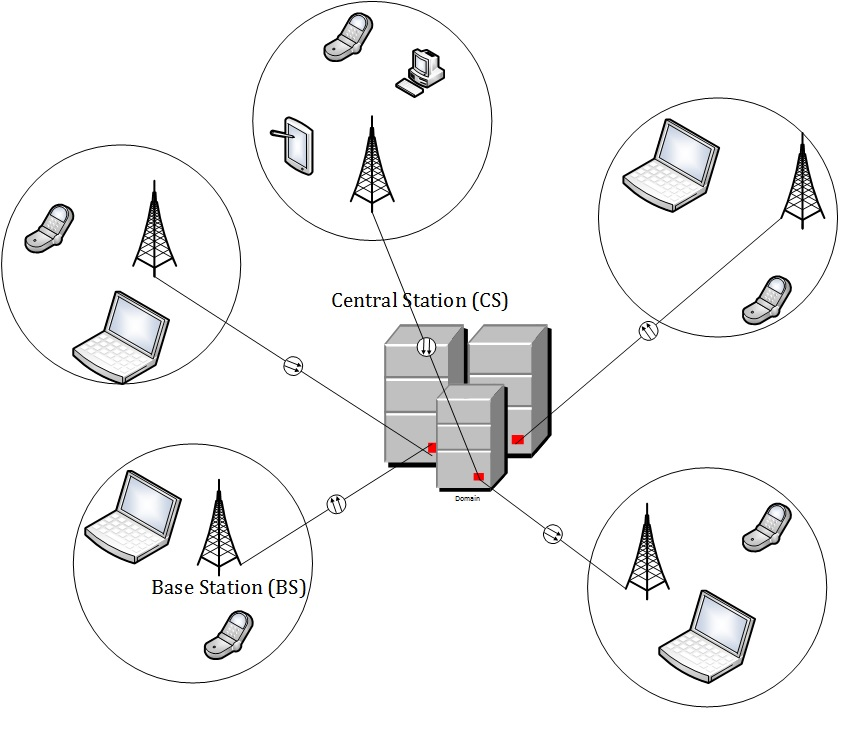 Central Station (CS)
Domain
Base Station (BS)